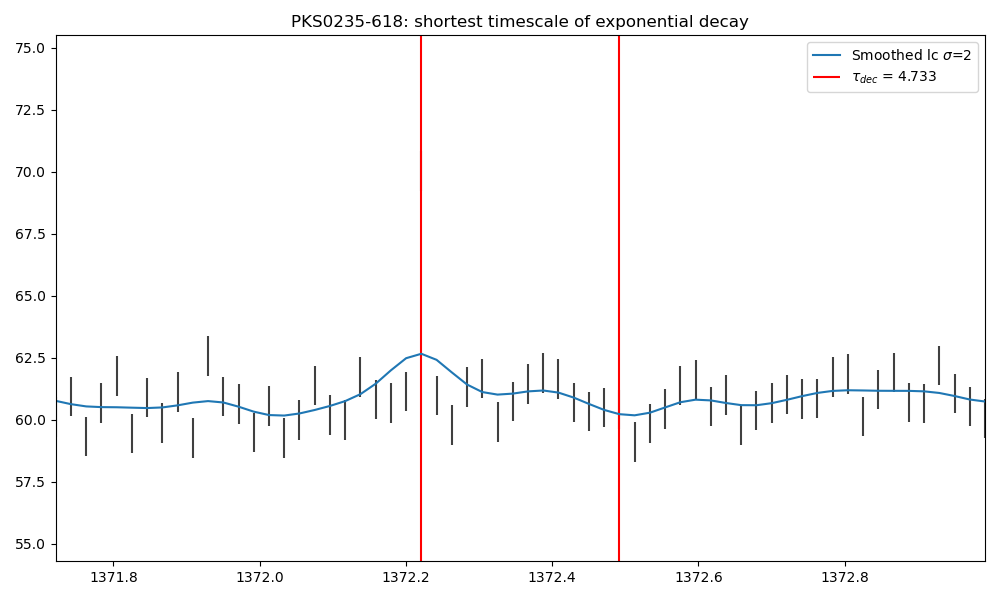 PKS0235-618: shortest timescale of exponential decay
Smoothed lc σ=2
τ_dec = 4.733
75.0
72.5
70.0
67.5
65.0
62.5
60.0
57.5
55.0
1371.8 1372.0 1372.2 1372.4 1372.6 1372.8